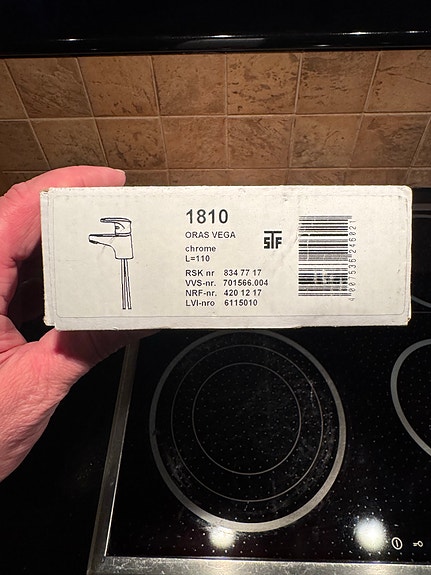 1810
ORAS VEGA
chrome
L=110
RSK nr 834 77 17
VVS-nr. 701566.004
NRF-nr. 420 12 17
LVI-nro 6115010
STF